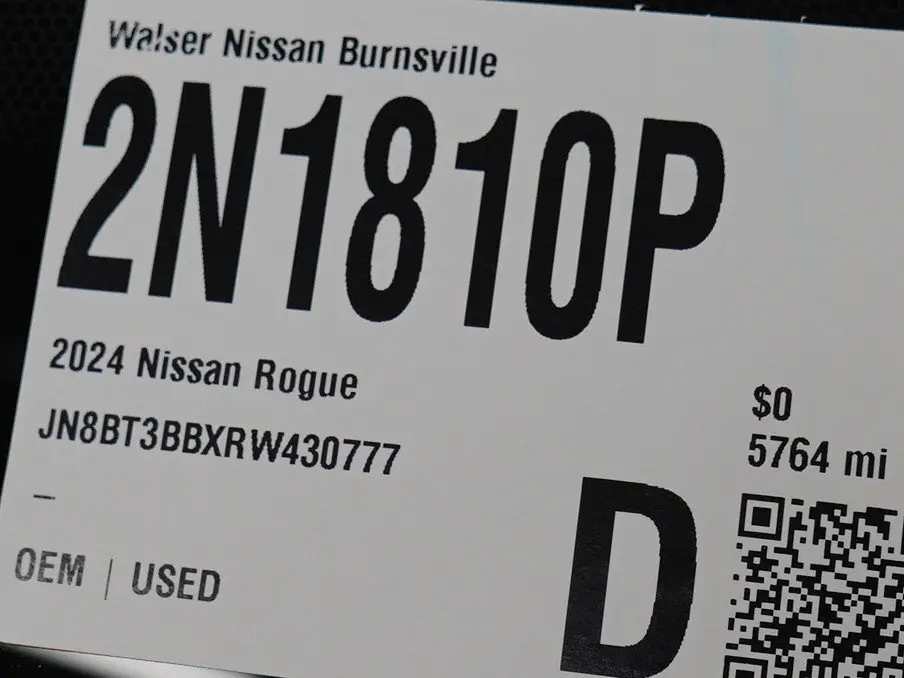 Walser Nissan Burnsville
2N1810P
2024 Nissan Rogue
JN8BT3BBXRW430777
–
OEM | USED
D
$0
5764 mi